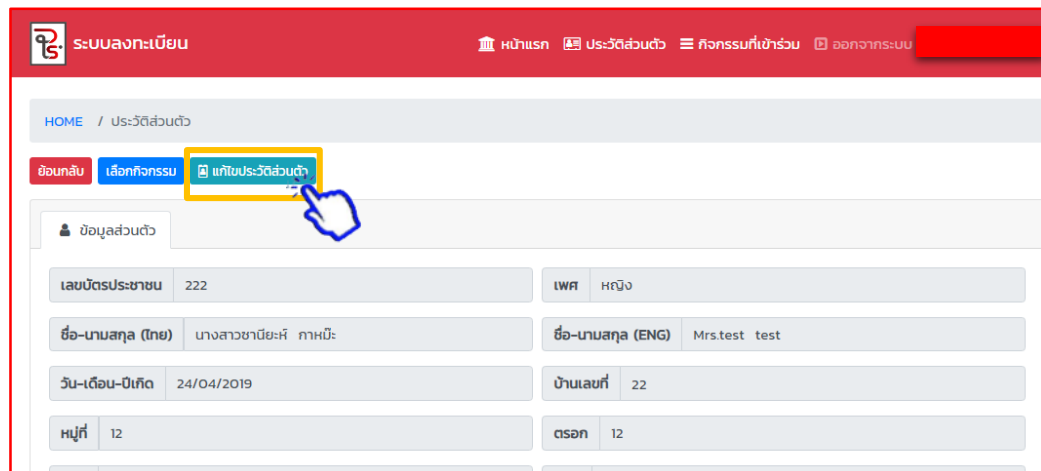 ระบบลงทะเบียน
หน้าแรก ประวัติส่วนตัว กิจกรรมที่เข้าร่วม ออกจากระบบ
HOME / ประวัติส่วนตัว
ย้อนกลับ เลือกกิจกรรม แก้ไขประวัติส่วนตัว
ข้อมูลส่วนตัว
เลขบัตรประชาชน 222 เพศ หญิง
ชื่อ-นามสกุล (ไทย) นางสาวซานียะห์ กาหม๊ะ ชื่อ-นามสกุล (ENG) Mrs.test test
วัน-เดือน-ปีเกิด 24/04/2019 บ้านเลขที่ 22
หมู่ที่ 12 ตรอก 12